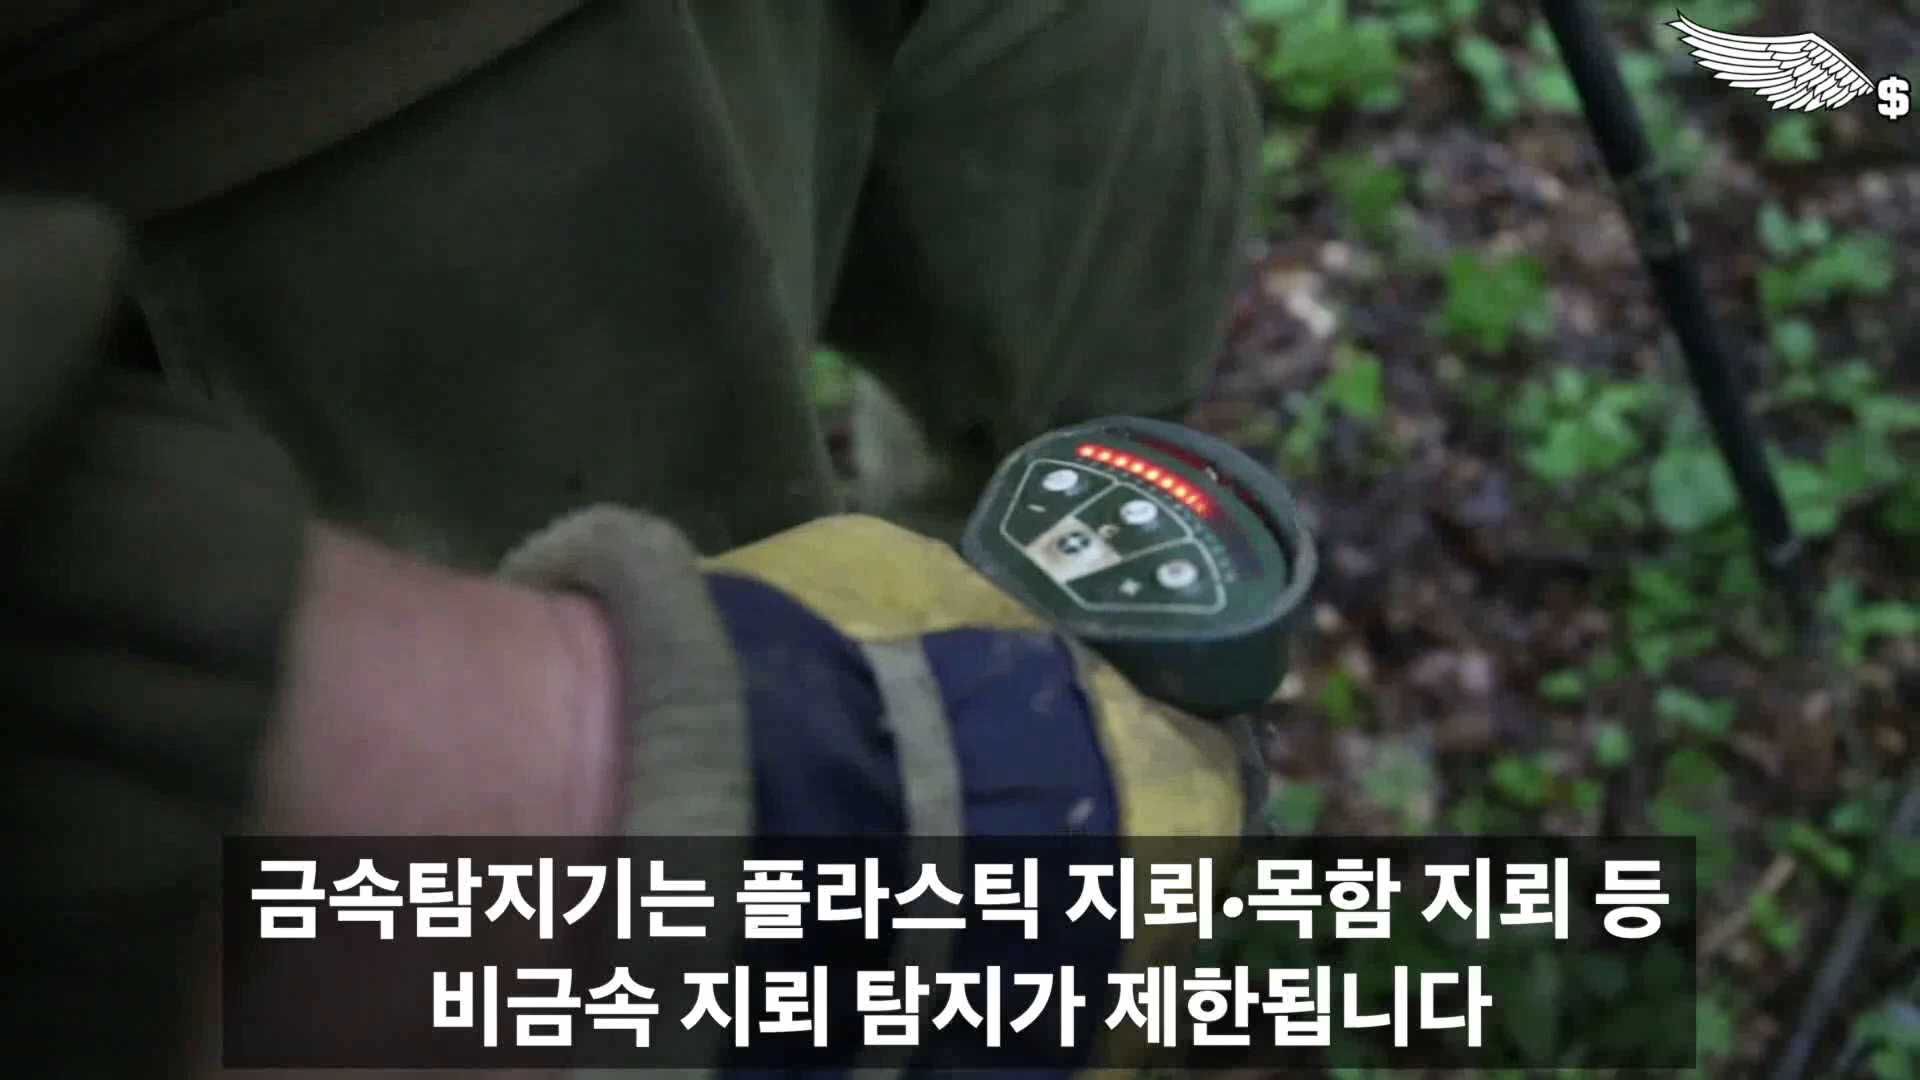 $
금속탐지기는 플라스틱 지뢰·목함 지뢰 등
비금속 지뢰 탐지가 제한됩니다